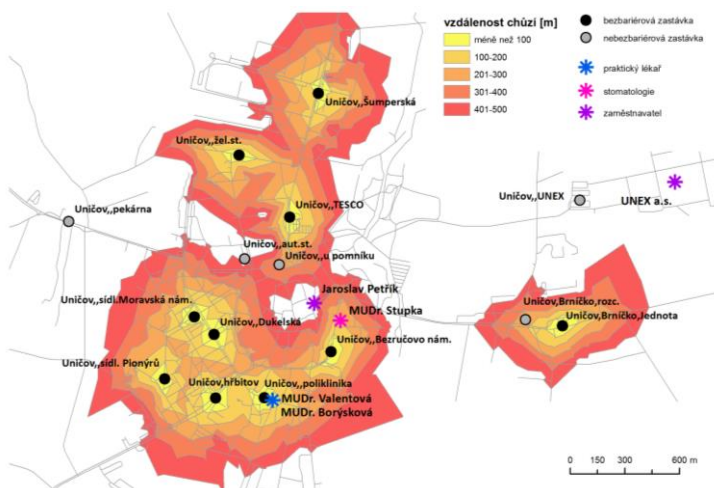 vzdálenost chůzí [m]
méně než 100
100-200
201-300
301-400
401-500
bezbariérová zastávka
nebezbariérová zastávka
praktický lékař
stomatologie
zaměstnavatel
Uničov,,Šumperská
Uničov,,žel.st.
Uničov,,UNEX
UNEX a.s.
Uničov,,pekárna
Uničov,,TESCO
Uničov,,aut.st.
Uničov,,u pomníku
Jaroslav Petřík
Uničov,,sídl.Moravská nám.
MUDr. Stupka
Uničov,Brníčko,rozc.
Uničov,,Dukelská
Uničov,Brníčko,Jednota
Uničov,,Bezručovo nám.
Uničov,,sídl. Pionýrů
Uničov,hřbitov
Uničov,,poliklinika
MUDr. Valentová
MUDr. Borýsková
0 150 300 600 m